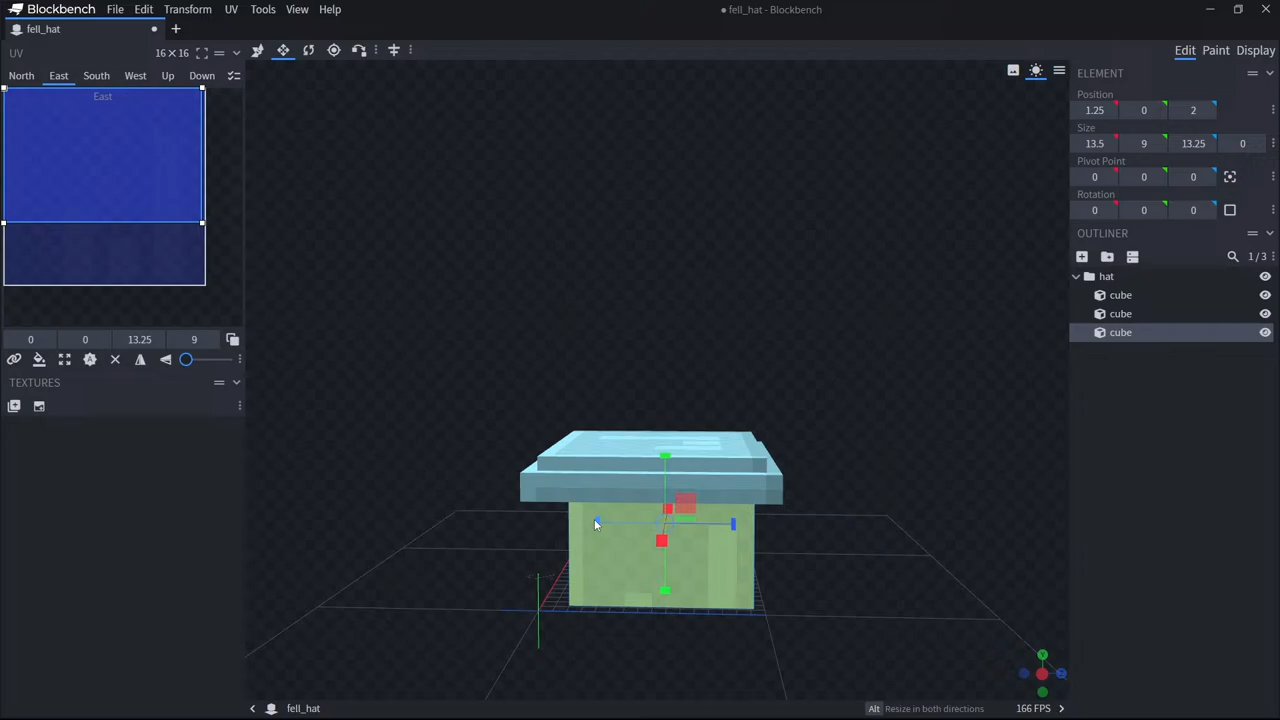 Blockbench File Edit Transform UV Tools View Help
● fell_hat - Blockbench
fell_hat
UV 16×16
North East South West Up Down
East
0 0 13.25 9
TEXTURES
Edit Paint Display
ELEMENT
Position
1.25 0 2
Size
13.5 9 13.25 0
Pivot Point
0 0 0
Rotation
0 0 0
OUTLINER
1/3
hat
cube
cube
cube
Y
Z
fell_hat
Alt Resize in both directions
166 FPS